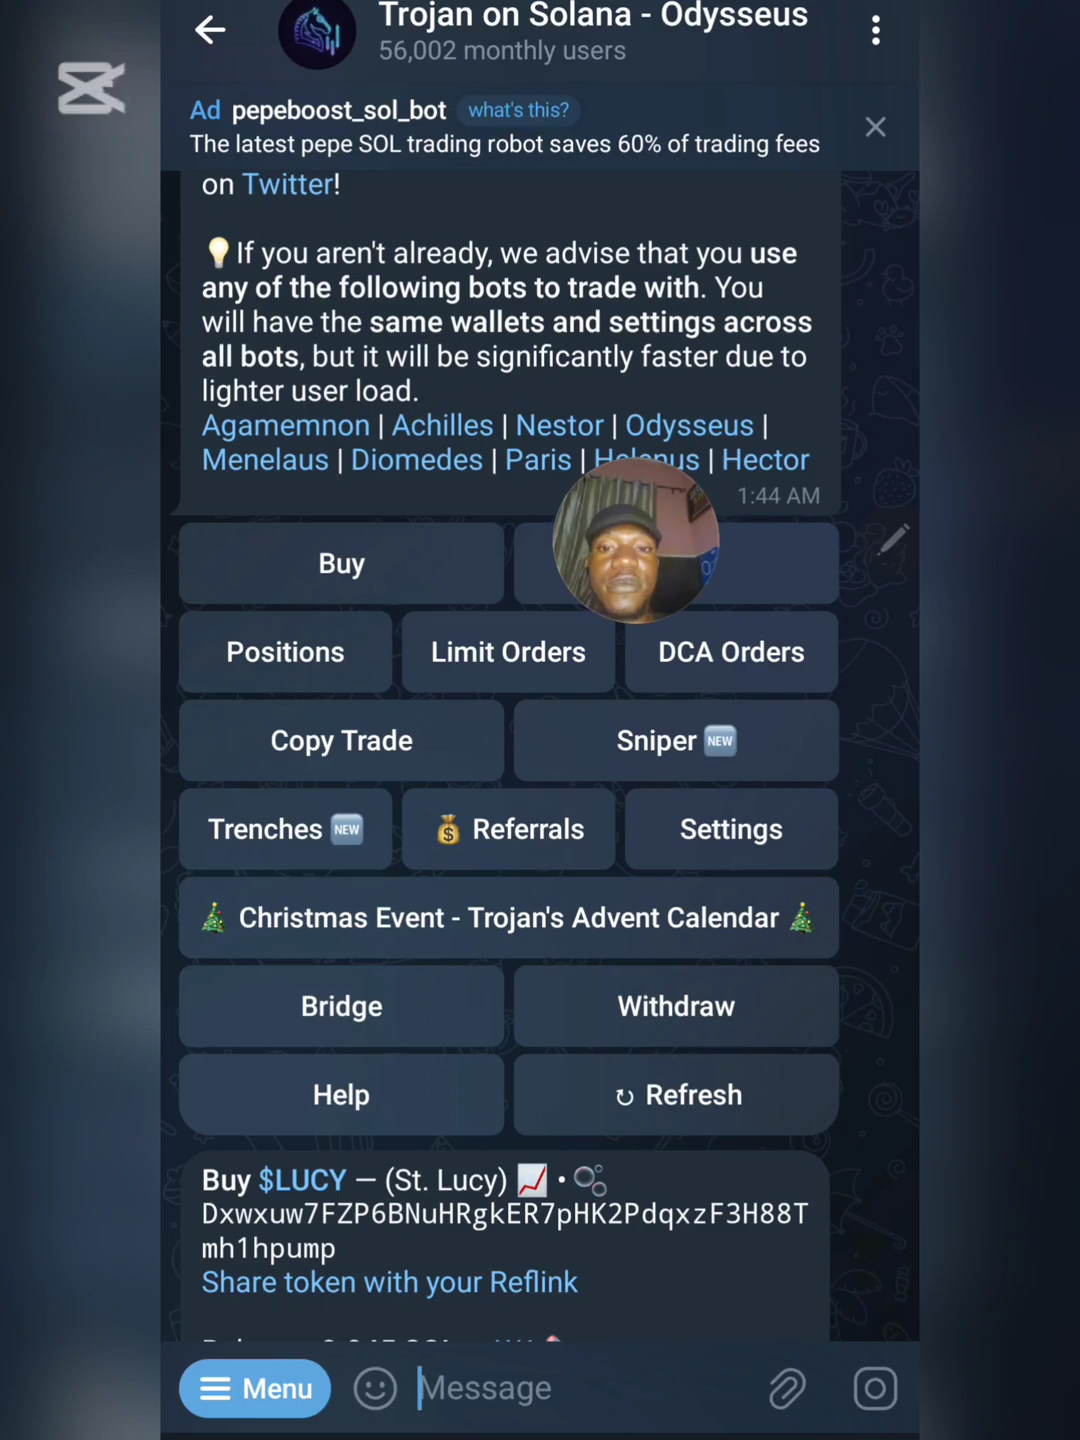 Trojan on Solana - Odysseus
56,002 monthly users
Ad pepeboost_sol_bot what's this?
The latest pepe SOL trading robot saves 60% of trading fees
on Twitter!
💡If you aren't already, we advise that you use
any of the following bots to trade with. You
will have the same wallets and settings across
all bots, but it will be significantly faster due to
lighter user load.
Agamemnon | Achilles | Nestor | Odysseus |
Menelaus | Diomedes | Paris | Helenus | Hector
1:44 AM
Buy
Positions Limit Orders DCA Orders
Copy Trade Sniper 🆕
Trenches 🆕 💰 Referrals Settings
🎄 Christmas Event - Trojan's Advent Calendar 🎄
Bridge Withdraw
Help ↻ Refresh
Buy $LUCY — (St. Lucy) 📈 • 🫧
Dxwxuw7FZP6BNuHRgkER7pHK2PdqxzF3H88T
mh1hpump
Share token with your Reflink
Menu Message